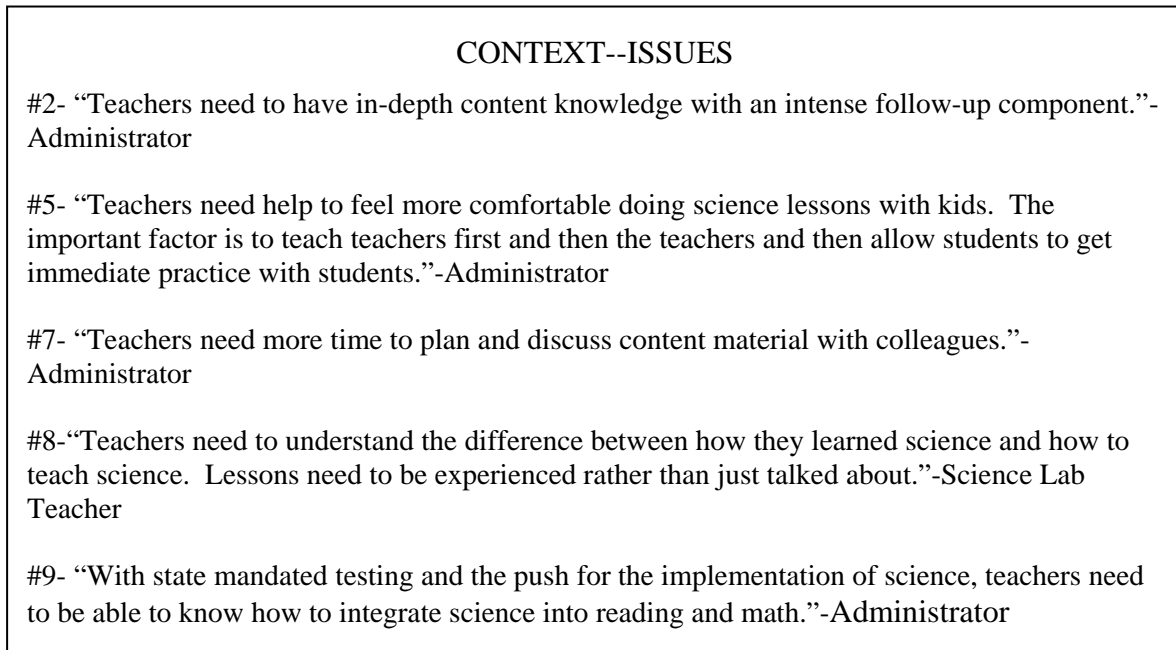 CONTEXT--ISSUES
#2- “Teachers need to have in-depth content knowledge with an intense follow-up component.”-
Administrator
#5- “Teachers need help to feel more comfortable doing science lessons with kids.  The
important factor is to teach teachers first and then the teachers and then allow students to get
immediate practice with students.”-Administrator
#7- “Teachers need more time to plan and discuss content material with colleagues.”-
Administrator
#8-“Teachers need to understand the difference between how they learned science and how to
teach science.  Lessons need to be experienced rather than just talked about.”-Science Lab
Teacher
#9- “With state mandated testing and the push for the implementation of science, teachers need
to be able to know how to integrate science into reading and math.”-Administrator